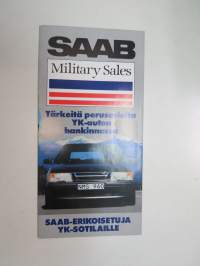 SAAB
Military Sales
Tärkeitä perusasioita
YK-auton
hankinnassa
SAAB-ERIKOISETUJA
YK-SOTILAILLE